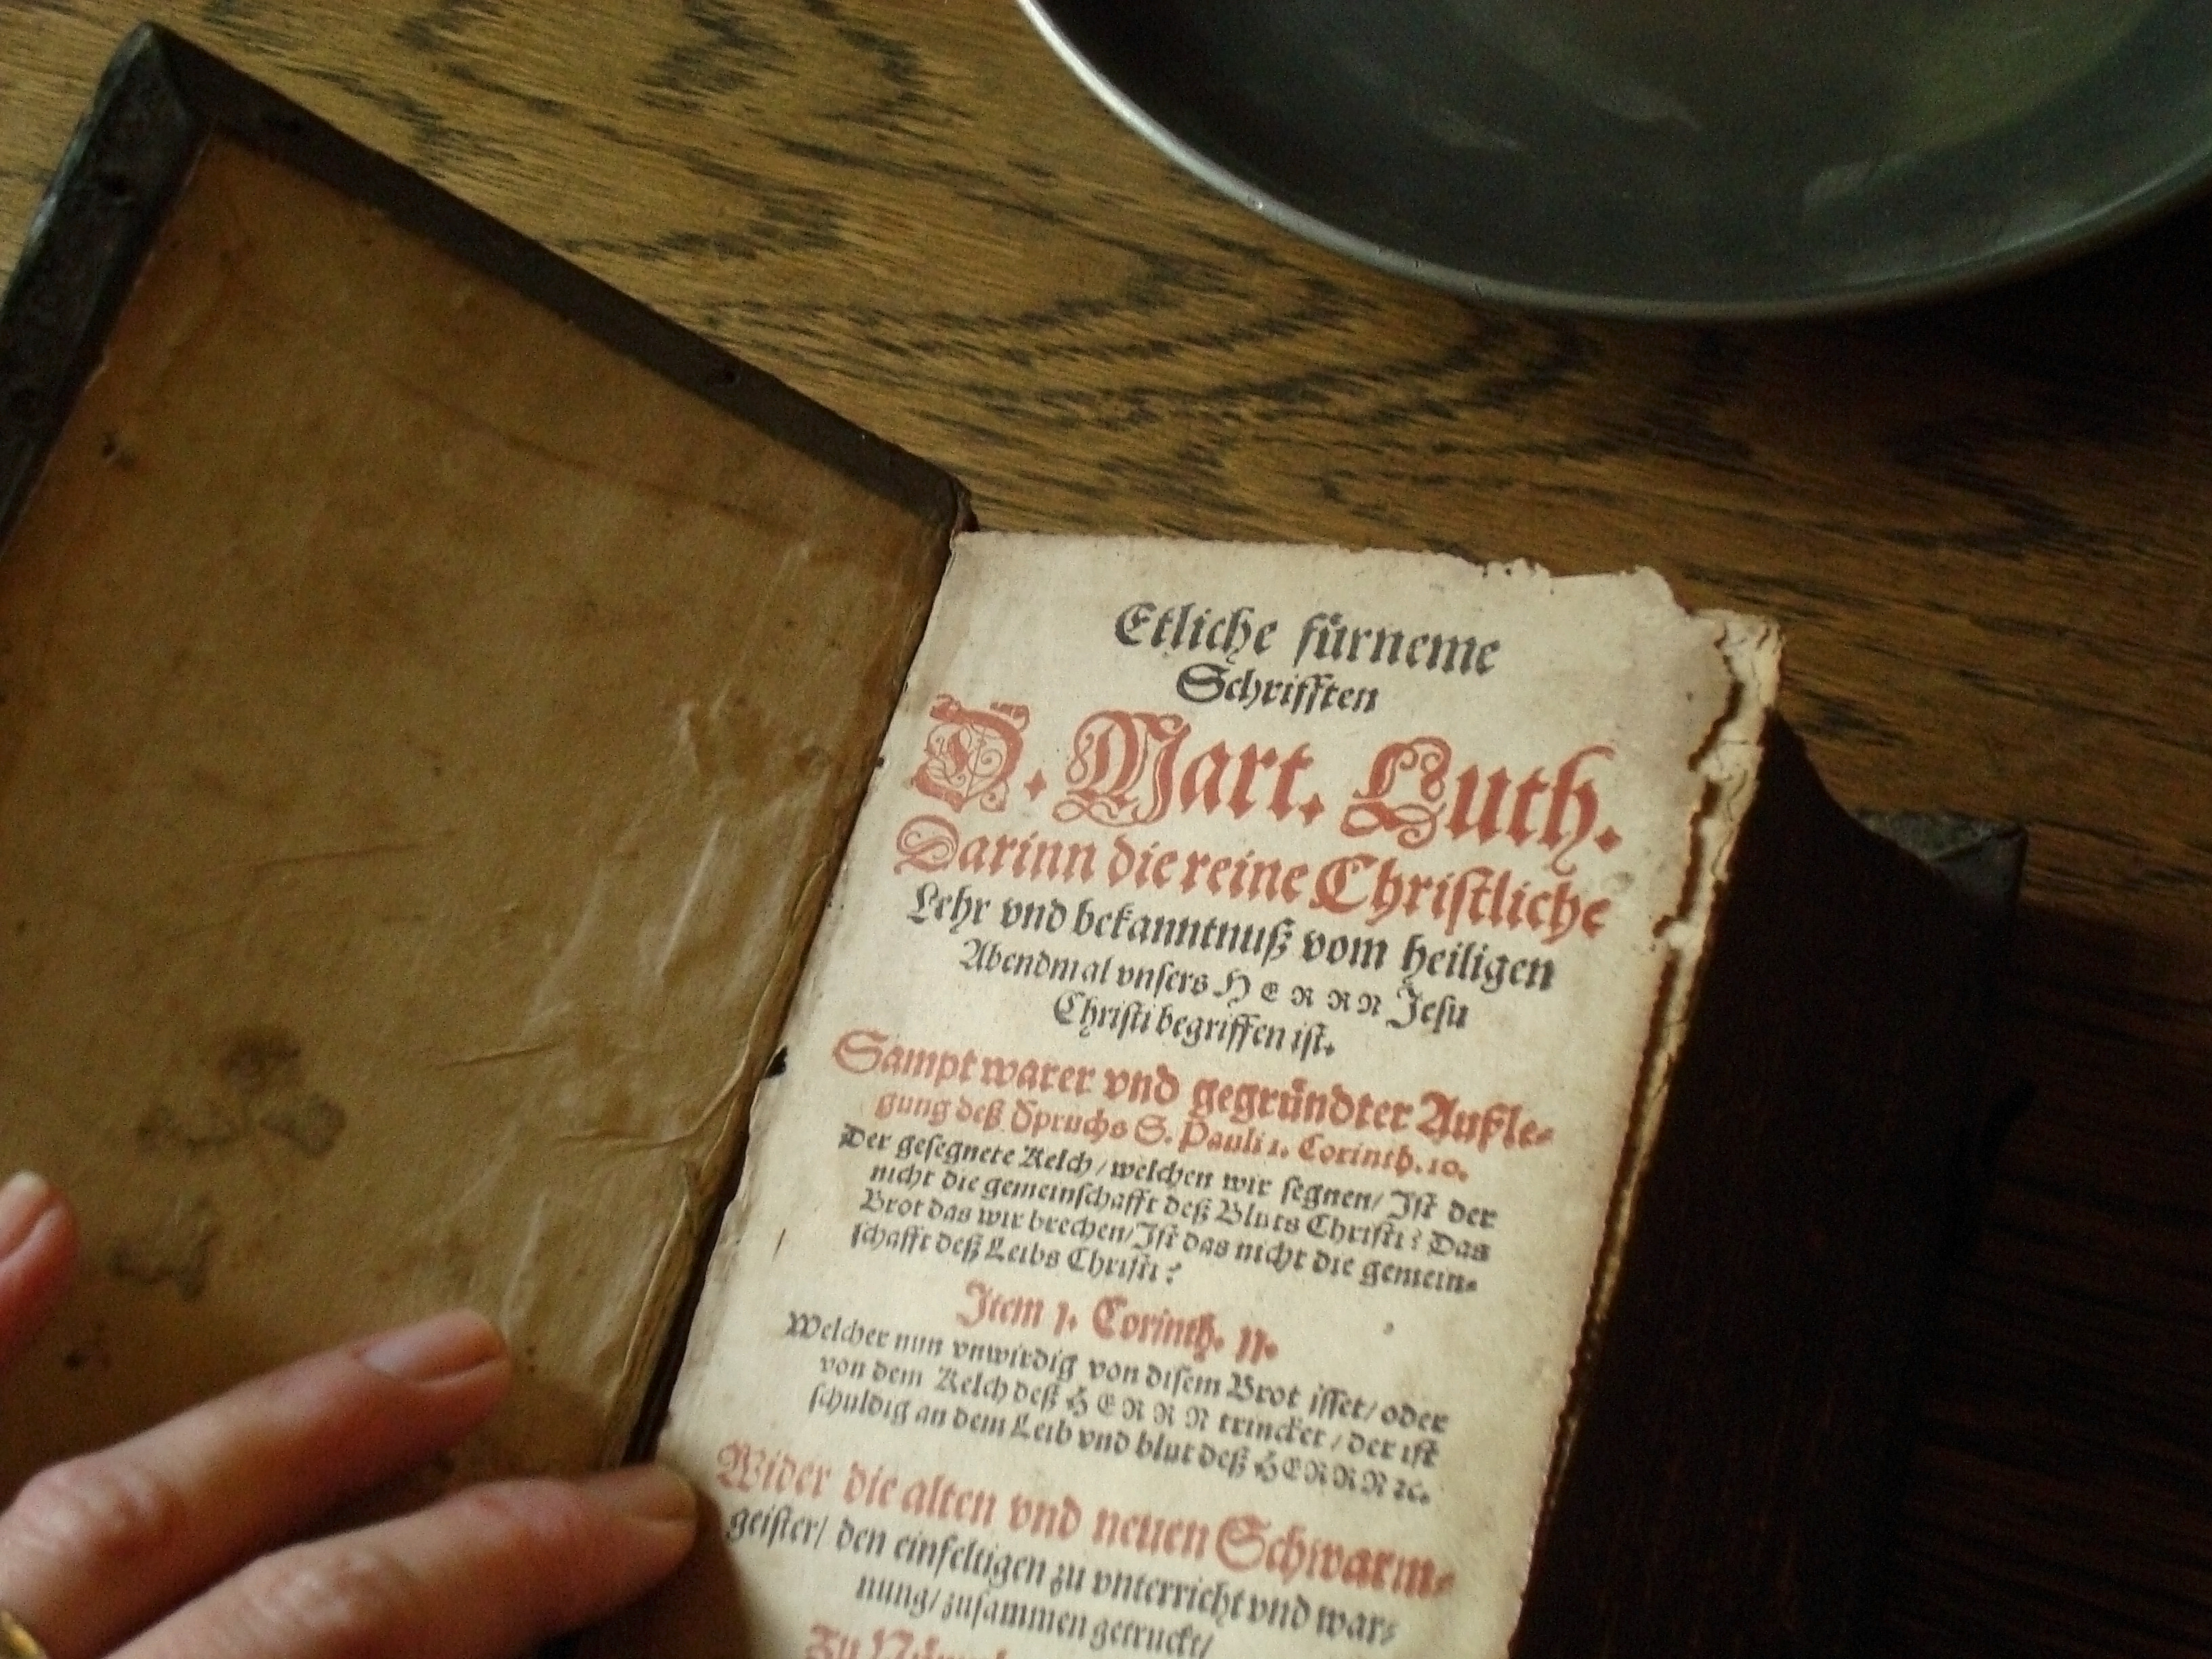 Etliche fürneme
Schrifften
D. Mart. Luth.
Darinn die reine Christliche
Lehr vnd bekanntnuß vom heiligen
Abendmal vnsers HERRN Jesu
Christi begriffen ist.
Sampt warer vnd gegründter Außle-
gung deß Spruchs S. Pauli 1. Corinth. 10.
Der gesegnete Kelch / welchen wir segnen / Ist der
nicht die gemeinschafft deß Bluts Christi? Das
Brot das wir brechen / Ist das nicht die gemein-
schafft deß Leibs Christi?
Item 1. Corinth. 11.
Welcher nun vnwirdig von disem Brot isset / oder
von dem Kelch deß HERRN trincket / der ist
schuldig an dem Leib vnd blut deß HERRN ꝛc.
Wider die alten vnd neuen Schwarm-
geister / den einfeltigen zu vnterricht vnd war-
nung / zusammen getruckt /
Zu